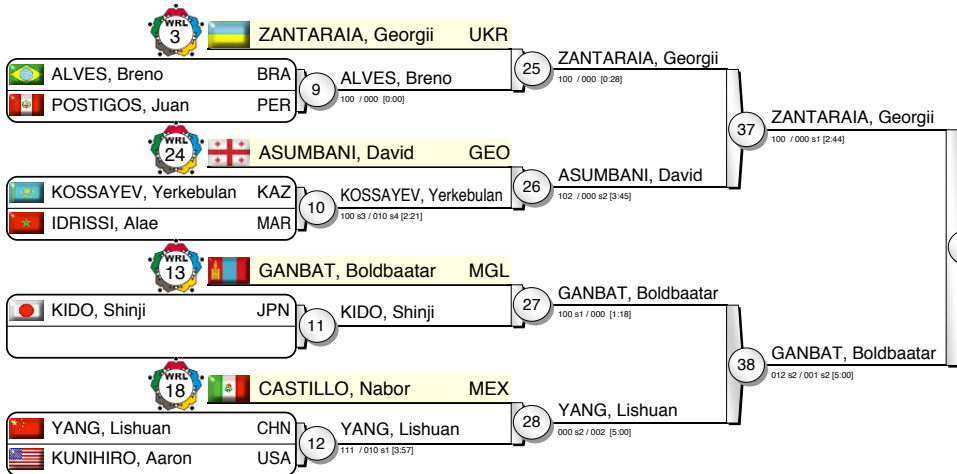 WRL 3 ZANTARAIA, Georgii UKR
ALVES, Breno BRA
POSTIGOS, Juan PER
9 ALVES, Breno
100 / 000 [0:00]
25 ZANTARAIA, Georgii
100 / 000 [0:28]
WRL 24 ASUMBANI, David GEO
KOSSAYEV, Yerkebulan KAZ
IDRISSI, Alae MAR
10 KOSSAYEV, Yerkebulan
100 s3 / 010 s4 [2:21]
26 ASUMBANI, David
102 / 000 s2 [3:45]
37 ZANTARAIA, Georgii
100 / 000 s1 [2:44]
WRL 13 GANBAT, Boldbaatar MGL
KIDO, Shinji JPN
11 KIDO, Shinji
27 GANBAT, Boldbaatar
100 s1 / 000 [1:18]
WRL 18 CASTILLO, Nabor MEX
YANG, Lishuan CHN
KUNIHIRO, Aaron USA
12 YANG, Lishuan
111 / 010 s1 [3:57]
28 YANG, Lishuan
000 s2 / 002 [5:00]
38 GANBAT, Boldbaatar
012 s2 / 001 s2 [5:00]